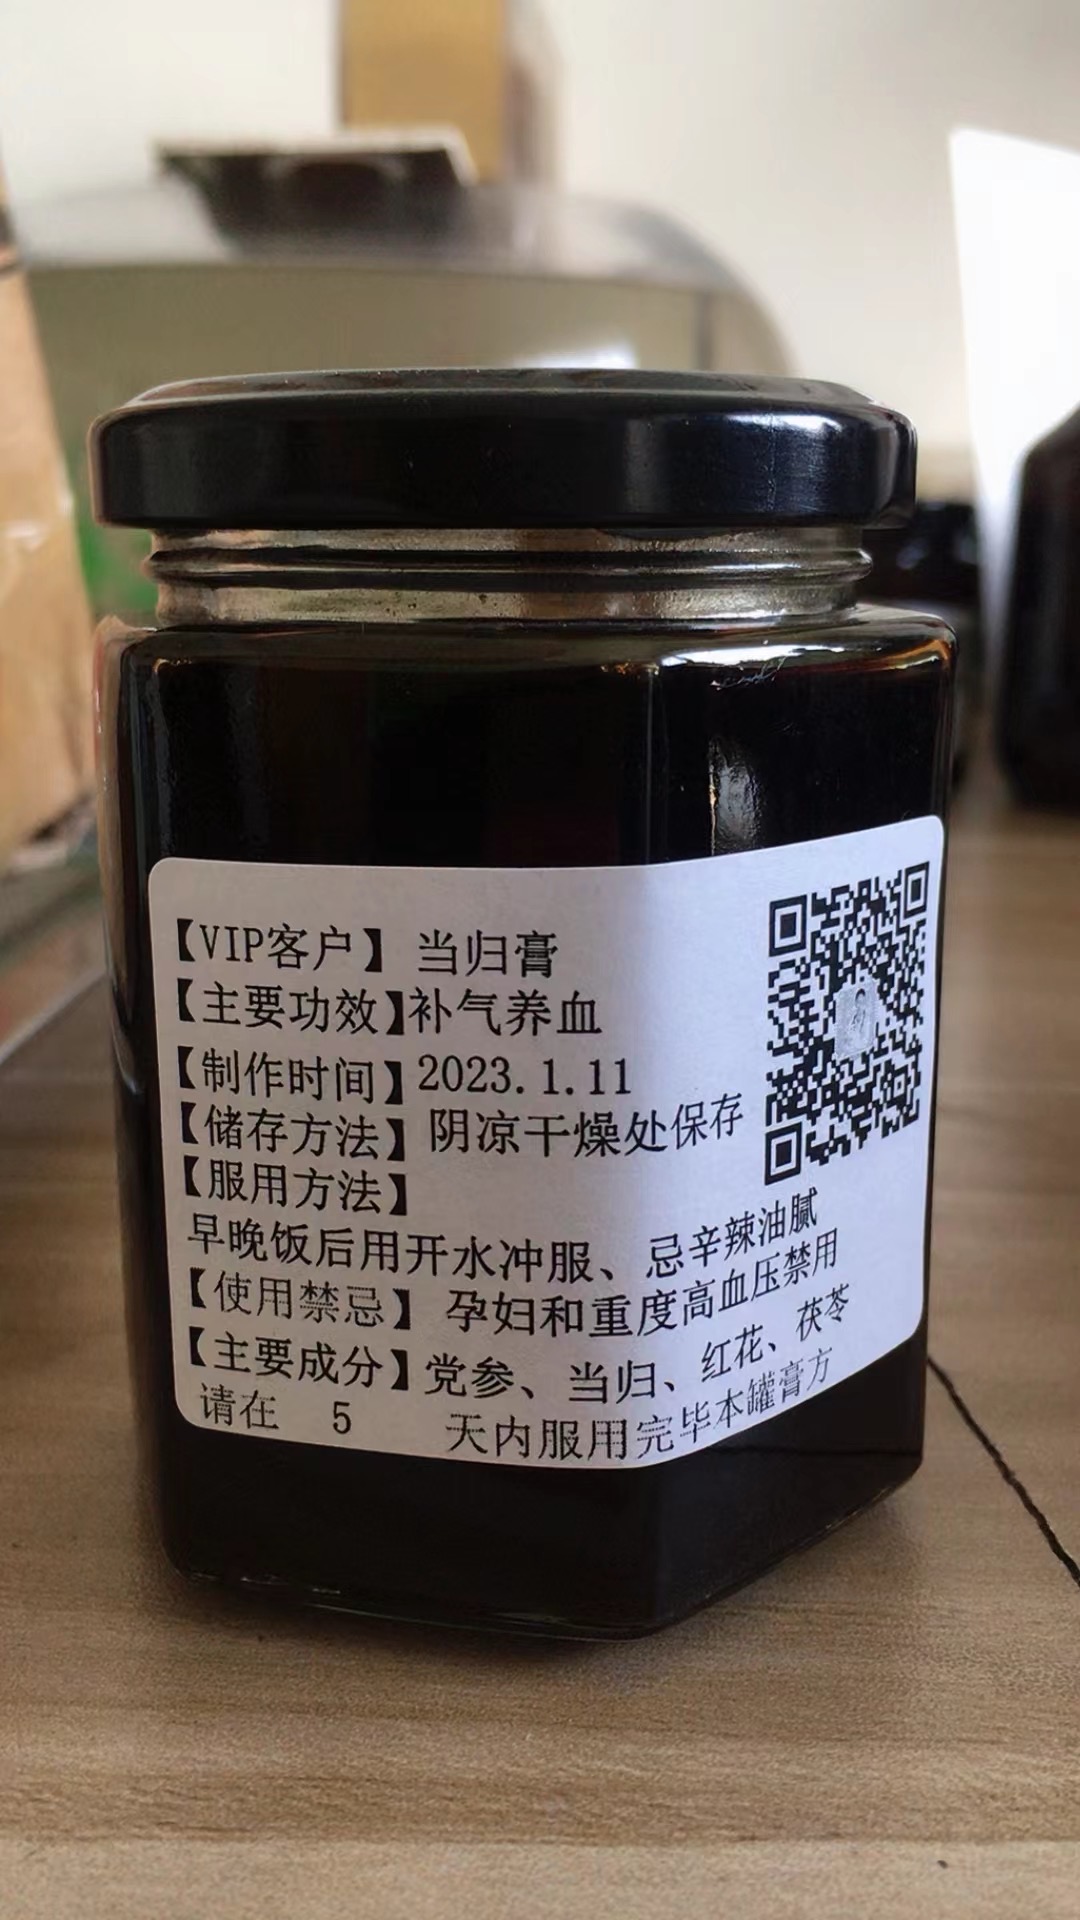 【VIP客户】 当归膏
【主要功效】补气养血
【制作时间】2023.1.11
【储存方法】 阴凉干燥处保存
【服用方法】
早晚饭后用开水冲服、忌辛辣油腻
【使用禁忌】 孕妇和重度高血压禁用
【主要成分】党参、当归、红花、茯苓
请在 5 天内服用完毕本罐膏方